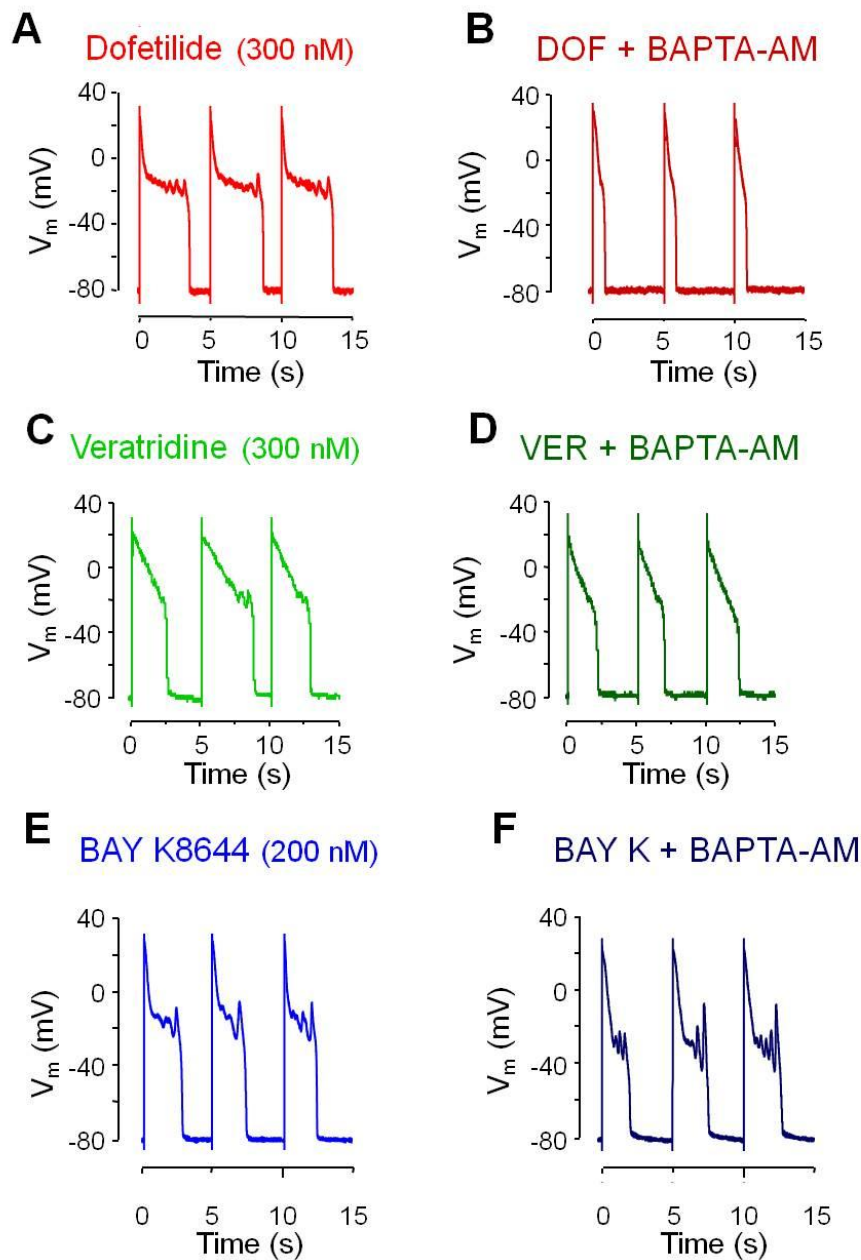 A
Dofetilide (300 nM)
40
0
-40
-80
Vm (mV)
0 5 10 15
Time (s)
B
DOF + BAPTA-AM
40
0
-40
-80
Vm (mV)
0 5 10 15
Time (s)
C
Veratridine (300 nM)
40
0
-40
-80
Vm (mV)
0 5 10 15
Time (s)
D
VER + BAPTA-AM
40
0
-40
-80
Vm (mV)
0 5 10 15
Time (s)
E
BAY K8644 (200 nM)
40
0
-40
-80
Vm (mV)
0 5 10 15
Time (s)
F
BAY K + BAPTA-AM
40
0
-40
-80
Vm (mV)
0 5 10 15
Time (s)